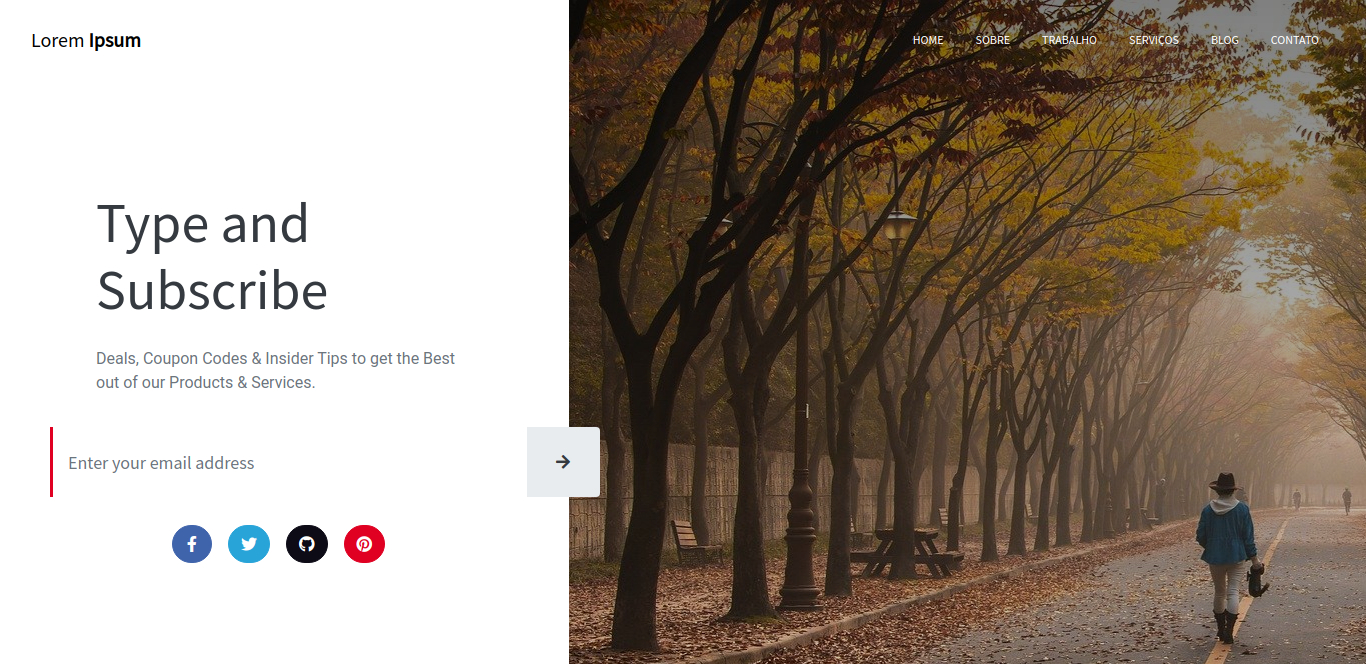 Lorem Ipsum
HOME SOBRE TRABALHO SERVIÇOS BLOG CONTATO
Type and
Subscribe
Deals, Coupon Codes & Insider Tips to get the Best
out of our Products & Services.
Enter your email address